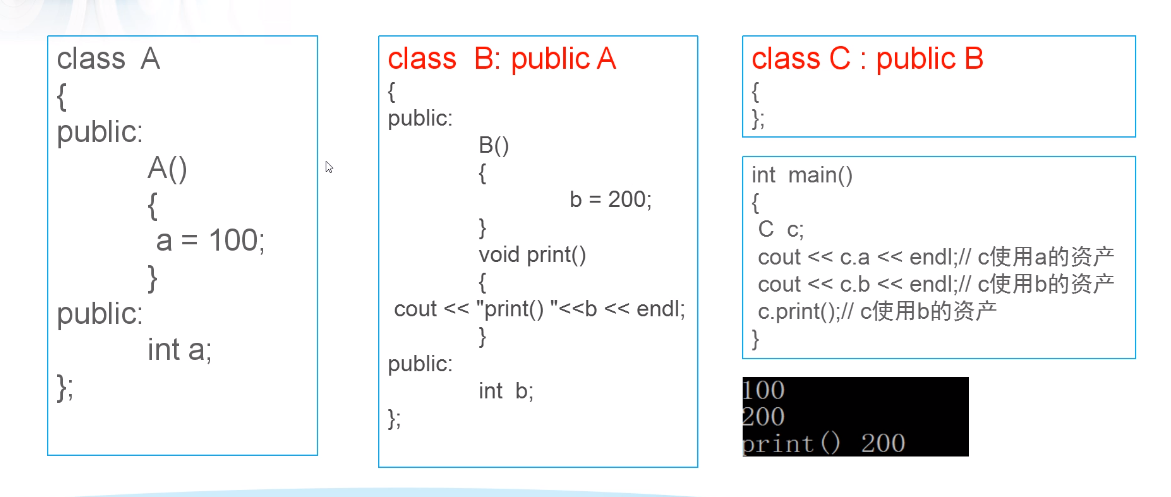 class  A
{
public:
A()
{
a = 100;
}
public:
int a;
};
class  B: public A
{
public:
B()
{
b = 200;
}
void print()
{
cout << "print() "<<b << endl;
}
public:
int  b;
};
class C : public B
{
};
int  main()
{
C  c;
cout << c.a << endl;// c使用a的资产
cout << c.b << endl;// c使用b的资产
c.print();// c使用b的资产
}
100
200
print() 200